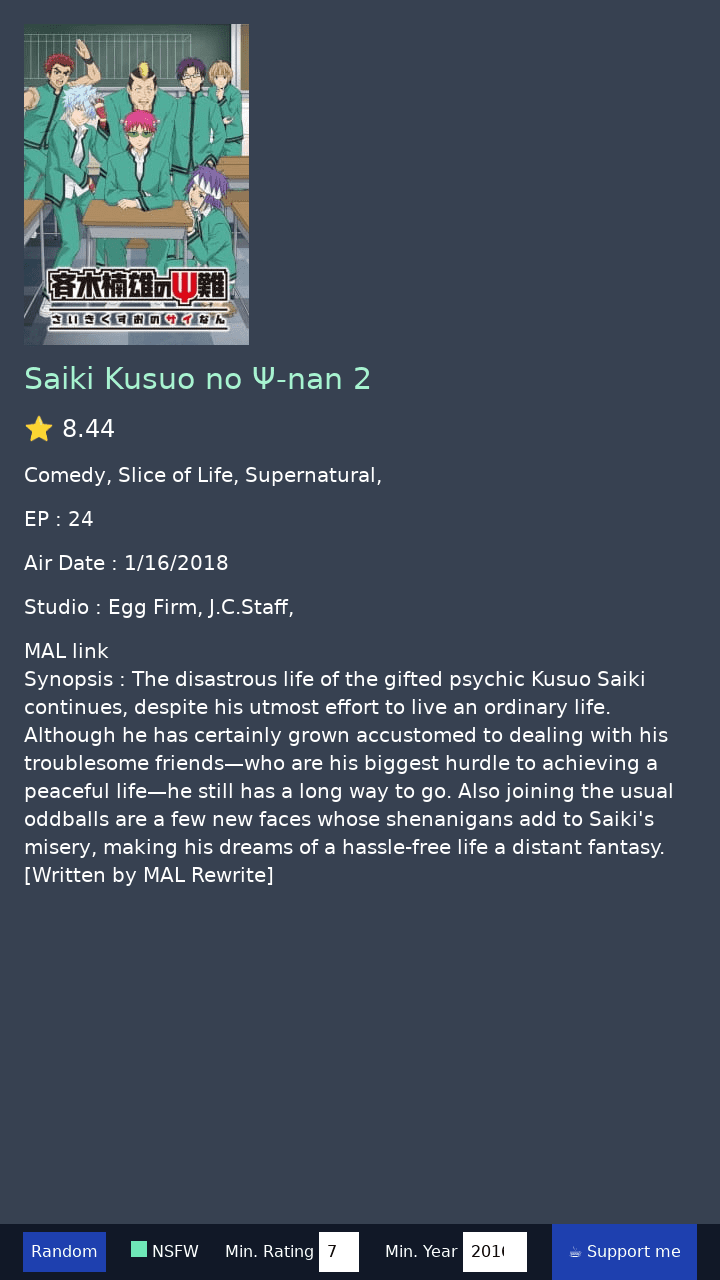 斉木楠雄のΨ難
さいきくすおのサイなん
Saiki Kusuo no Ψ-nan 2
⭐ 8.44
Comedy, Slice of Life, Supernatural,
EP : 24
Air Date : 1/16/2018
Studio : Egg Firm, J.C.Staff,
MAL link
Synopsis : The disastrous life of the gifted psychic Kusuo Saiki
continues, despite his utmost effort to live an ordinary life.
Although he has certainly grown accustomed to dealing with his
troublesome friends—who are his biggest hurdle to achieving a
peaceful life—he still has a long way to go. Also joining the usual
oddballs are a few new faces whose shenanigans add to Saiki's
misery, making his dreams of a hassle-free life a distant fantasy.
[Written by MAL Rewrite]
Random NSFW Min. Rating 7 Min. Year ☕ Support me